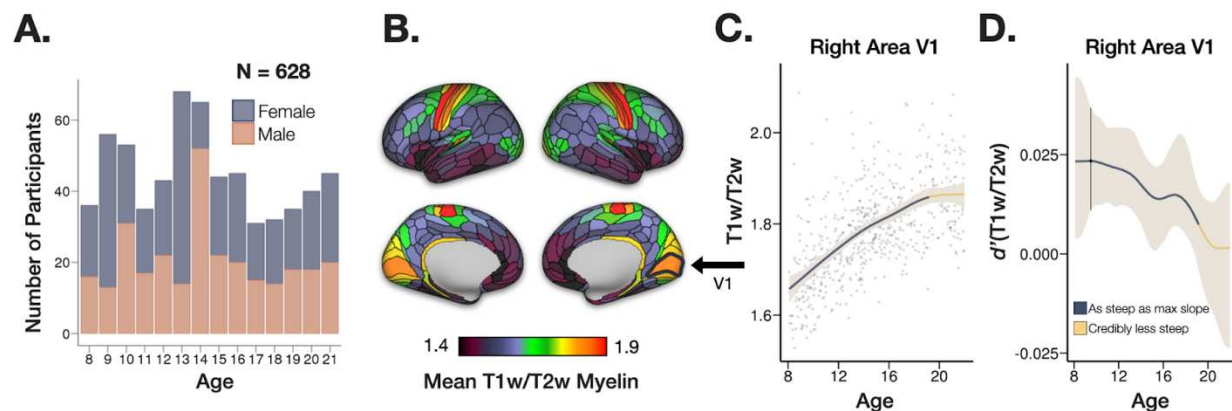 A.
N = 628
Female
Male
Number of Participants
60
40
20
0
8 9 10 11 12 13 14 15 16 17 18 19 20 21
Age
B.
V1
1.4 1.9
Mean T1w/T2w Myelin
C.
Right Area V1
T1w/T2w
2.0
1.8
1.6
8 12 16 20
Age
D.
Right Area V1
d'(T1w/T2w)
0.025
0.000
-0.025
As steep as max slope
Credibly less steep
8 12 16 20
Age